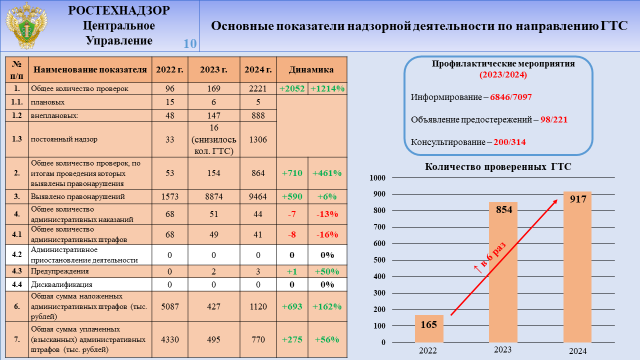 РОСТЕХНАДЗОР
Центральное
Управление
10
Основные показатели надзорной деятельности по направлению ГТС
№ п/п Наименование показателя 2022 г. 2023 г. 2024 г. Динамика
1. Общее количество проверок 96 169 2221 +2052 +1214%
1.1. плановых 15 6 5
1.2 внеплановых: 48 147 888
1.3 постоянный надзор 33 16 (снизилось кол. ГТС) 1306
2. Общее количество проверок, по итогам проведения которых выявлены правонарушения 53 154 864 +710 +461%
3. Выявлено правонарушений 1573 8874 9464 +590 +6%
4. Общее количество административных наказаний 68 51 44 -7 -13%
4.1 Общее количество административных штрафов 68 49 41 -8 -16%
4.2 Административное приостановление деятельности 0 0 0 0 0%
4.3 Предупреждения 0 2 3 +1 +50%
4.4 Дисквалификация 0 0 0 0 0%
6. Общая сумма наложенных административных штрафов (тыс. рублей) 5087 427 1120 +693 +162%
7. Общая сумма уплаченных (взысканных) административных штрафов (тыс. рублей) 4330 495 770 +275 +56%
Профилактические мероприятия
(2023/2024)
Информирование – 6846/7097
Объявление предостережений – 98/221
Консультирование – 200/314
Количество проверенных ГТС
1000
900
800
700
600
500
400
300
200
100
0
165
854
917
↑ в 6 раз
2022
2023
2024